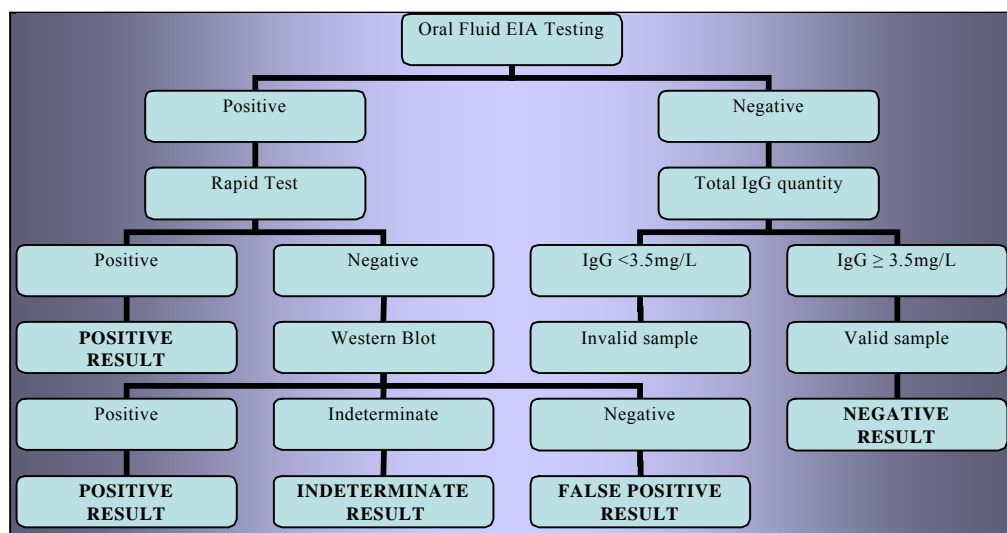 Oral Fluid EIA Testing
Positive
Negative
Rapid Test
Total IgG quantity
Positive
Negative
IgG <3.5mg/L
IgG ≥ 3.5mg/L
POSITIVE
RESULT
Western Blot
Invalid sample
Valid sample
Positive
Indeterminate
Negative
NEGATIVE
RESULT
POSITIVE
RESULT
INDETERMINATE
RESULT
FALSE POSITIVE
RESULT